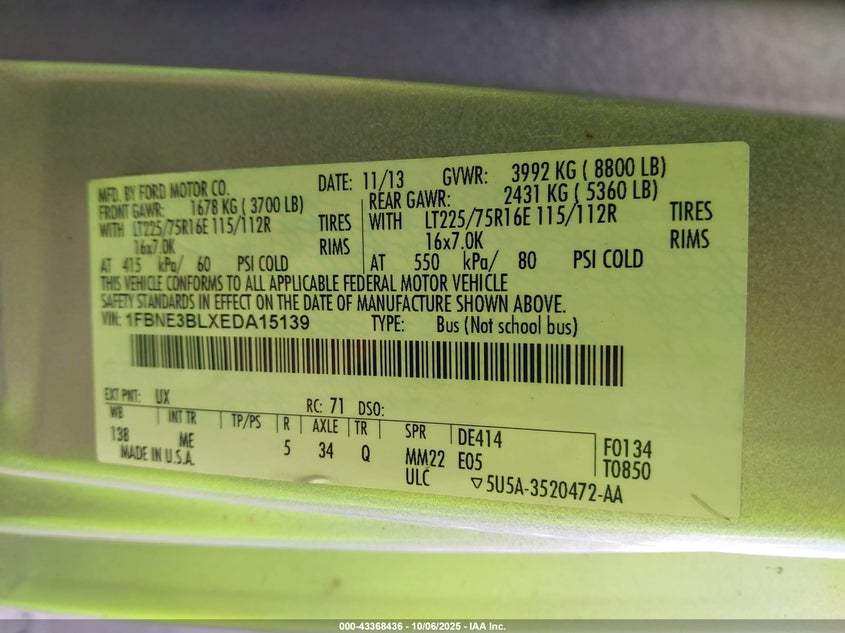 MFD. BY FORD MOTOR CO.
DATE: 11/13 GVWR: 3992 KG ( 8800 LB)
FRONT GAWR: 1678 KG ( 3700 LB)
WITH LT225/75R16E 115/112R TIRES
16x7.0K RIMS
AT 415 kPa/ 60 PSI COLD
REAR GAWR: 2431 KG ( 5360 LB)
WITH LT225/75R16E 115/112R TIRES
16x7.0K RIMS
AT 550 kPa/ 80 PSI COLD
THIS VEHICLE CONFORMS TO ALL APPLICABLE FEDERAL MOTOR VEHICLE
SAFETY STANDARDS IN EFFECT ON THE DATE OF MANUFACTURE SHOWN ABOVE.
VIN: 1FBNE3BLXEDA15139 TYPE: Bus (Not school bus)
EXT PNT: UX RC: 71 DSO:
WB INT TR TP/PS R AXLE TR SPR DE414 F0134
138 ME 5 34 Q MM22 E05 T0850
MADE IN U.S.A. ULC ▽5U5A-3520472-AA
000-43368436 - 10/06/2025 - IAA Inc.